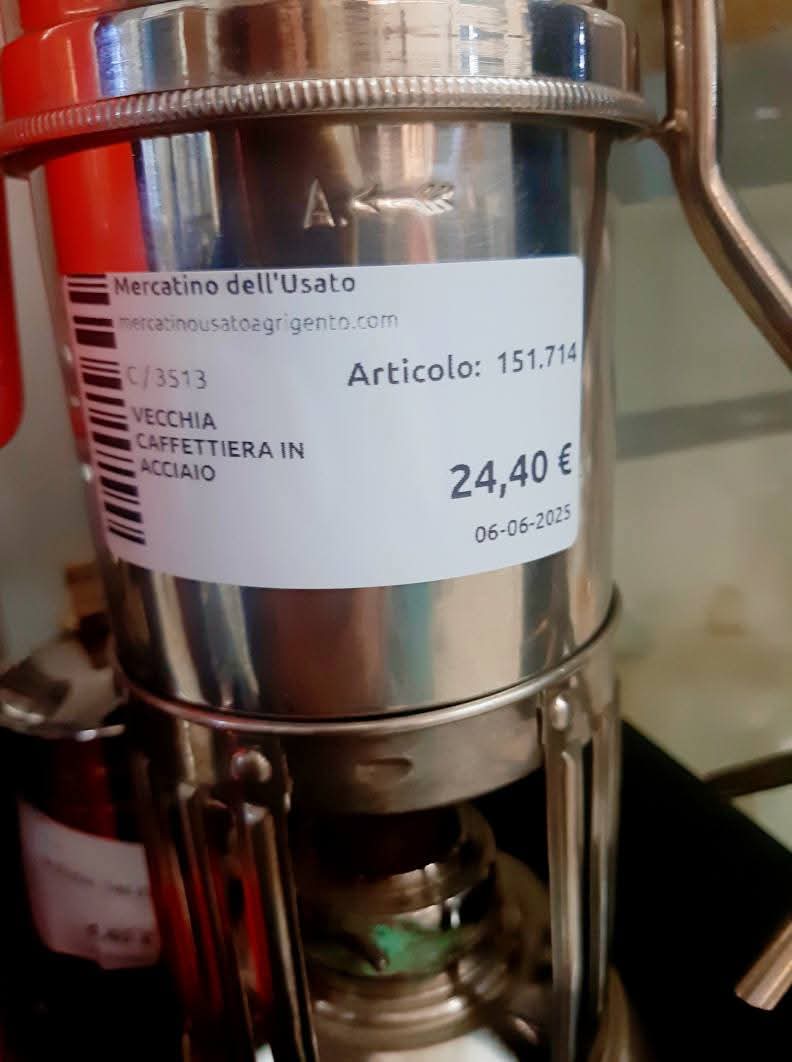 A.
Mercatino dell'Usato
mercatinousatoagrigento.com
C/3513
Articolo: 151.714
VECCHIA
CAFFETTIERA IN
ACCIAIO
24,40 €
06-06-2025